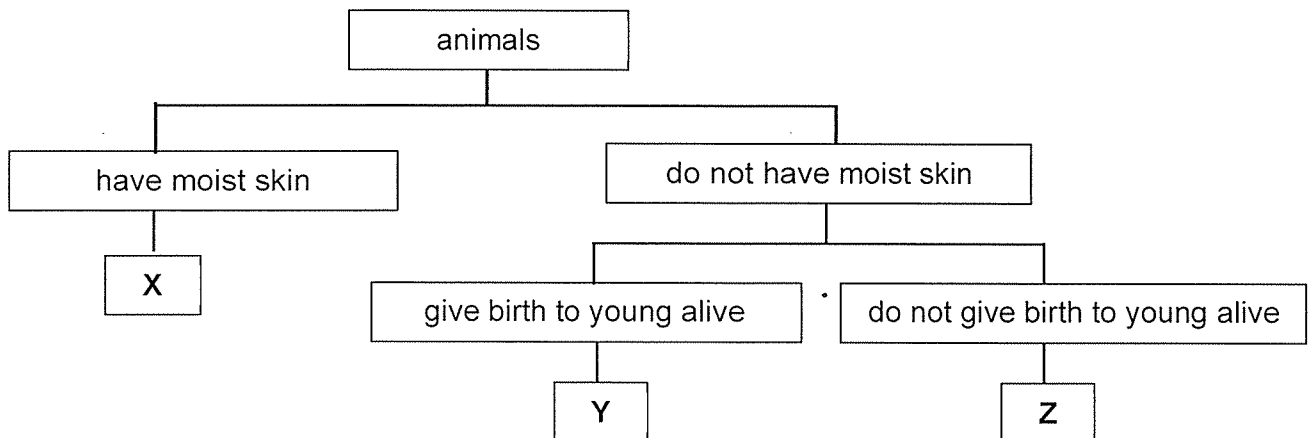 animals
have moist skin
do not have moist skin
X
give birth to young alive
do not give birth to young alive
Y
Z